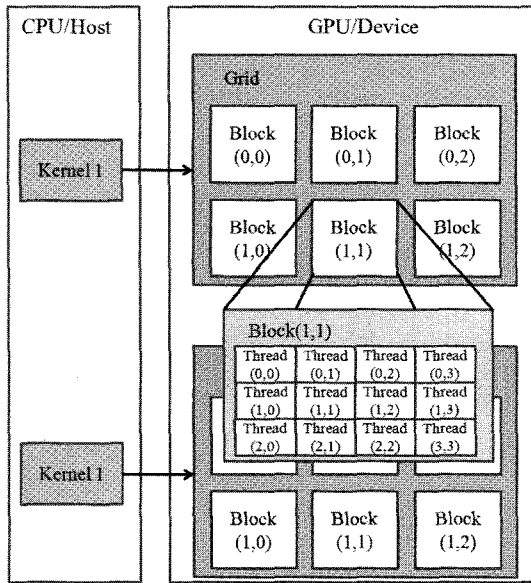 CPU/Host
GPU/Device
Grid
Kernel 1
Block
(0,0)
Block
(0,1)
Block
(0,2)
Block
(1,0)
Block
(1,1)
Block
(1,2)
Block(1,1)
Thread
(0,0)
Thread
(0,1)
Thread
(0,2)
Thread
(0,3)
Thread
(1,0)
Thread
(1,1)
Thread
(1,2)
Thread
(1,3)
Thread
(2,0)
Thread
(2,1)
Thread
(2,2)
Thread
(3,3)
Kernel 1
Block
(1,0)
Block
(1,1)
Block
(1,2)